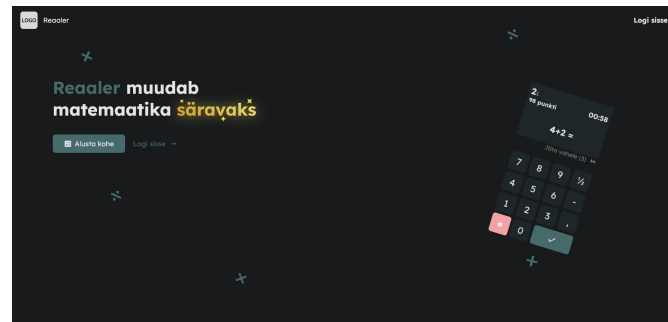 LOGO Reaaler
Logi sisse
Reaaler muudab
matemaatika säravaks
Alusta kohe
Logi sisse →
2.
98 punkti
00:58
4+2 =
Jäta vahele (3)
7 8 9 ⅟
4 5 6 -
1 2 3 ,
0